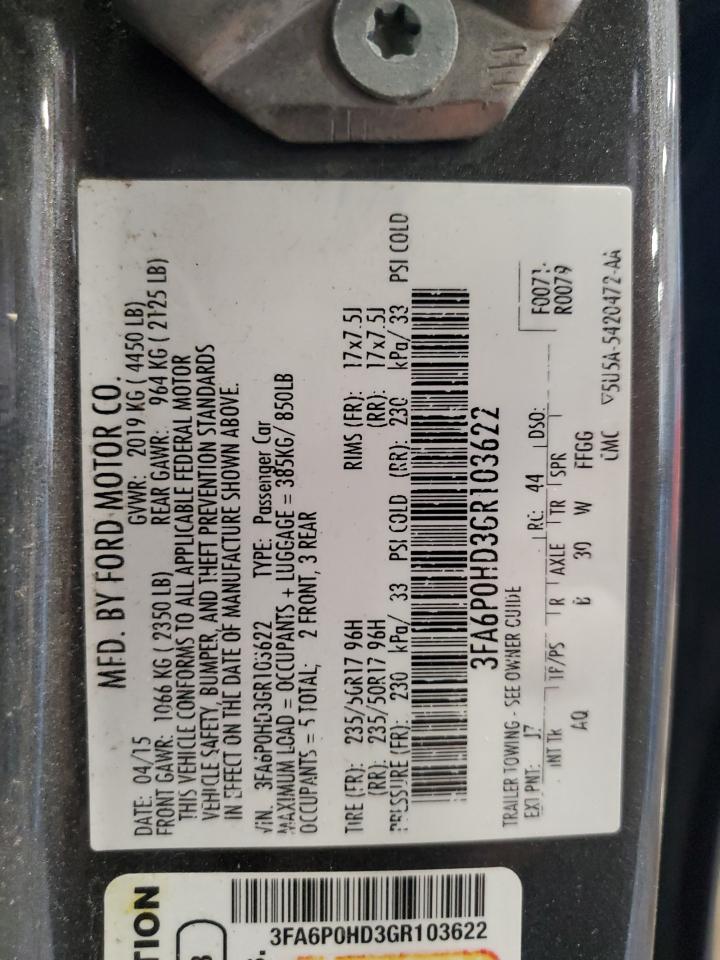 MFD. BY FORD MOTOR CO.
DATE: 04/15 GVWR: 2019 KG ( 4450 LB)
FRONT GAWR: 1066 KG ( 2350 LB) REAR GAWR: 964 KG ( 2125 LB)
THIS VEHICLE CONFORMS TO ALL APPLICABLE FEDERAL MOTOR
VEHICLE SAFETY, BUMPER, AND THEFT PREVENTION STANDARDS
IN EFFECT ON THE DATE OF MANUFACTURE SHOWN ABOVE.
VIN: 3FA6P0HD3GR103622 TYPE: Passenger Car
MAXIMUM LOAD = OCCUPANTS + LUGGAGE = 385KG/ 850LB
OCCUPANTS = 5 TOTAL; 2 FRONT, 3 REAR
TIRE (FR): 235/50R17 96H RIMS (FR): 17x7.5J
(RR): 235/50R17 96H (RR): 17x7.5J
PRESSURE (FR): 230 kPa/ 33 PSI COLD (RR): 230 kPa/ 33 PSI COLD
3FA6P0HD3GR103622
TRAILER TOWING - SEE OWNER GUIDE
F0071
R0079
EXT PNT: J7 RC: 44 DSO:
INT TR TP/PS R AXLE TR SPR
AQ B 30 W FFGG
UMC ▽5U5A-5420472-AA
TION
3FA6P0HD3GR103622